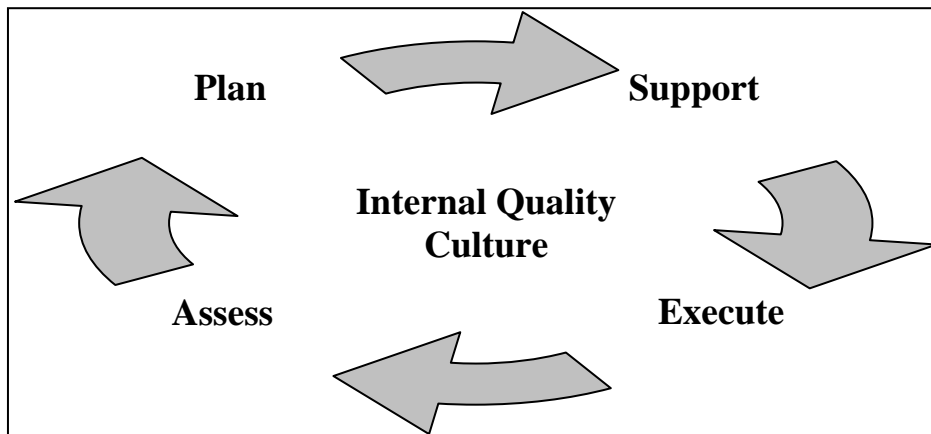 Plan
Support
Internal Quality
Culture
Assess
Execute